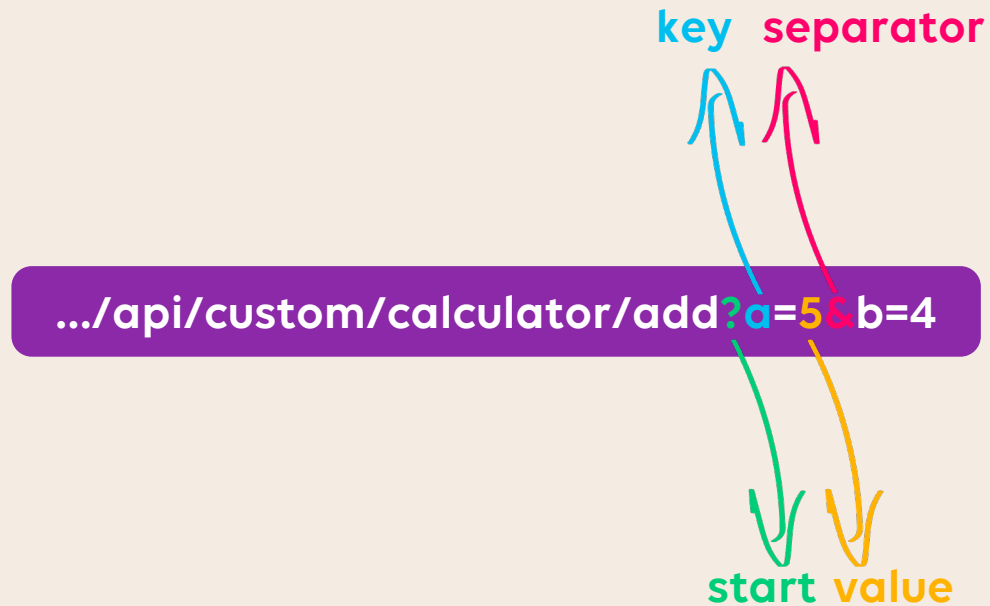 key separator
.../api/custom/calculator/add?a=5&b=4
start value